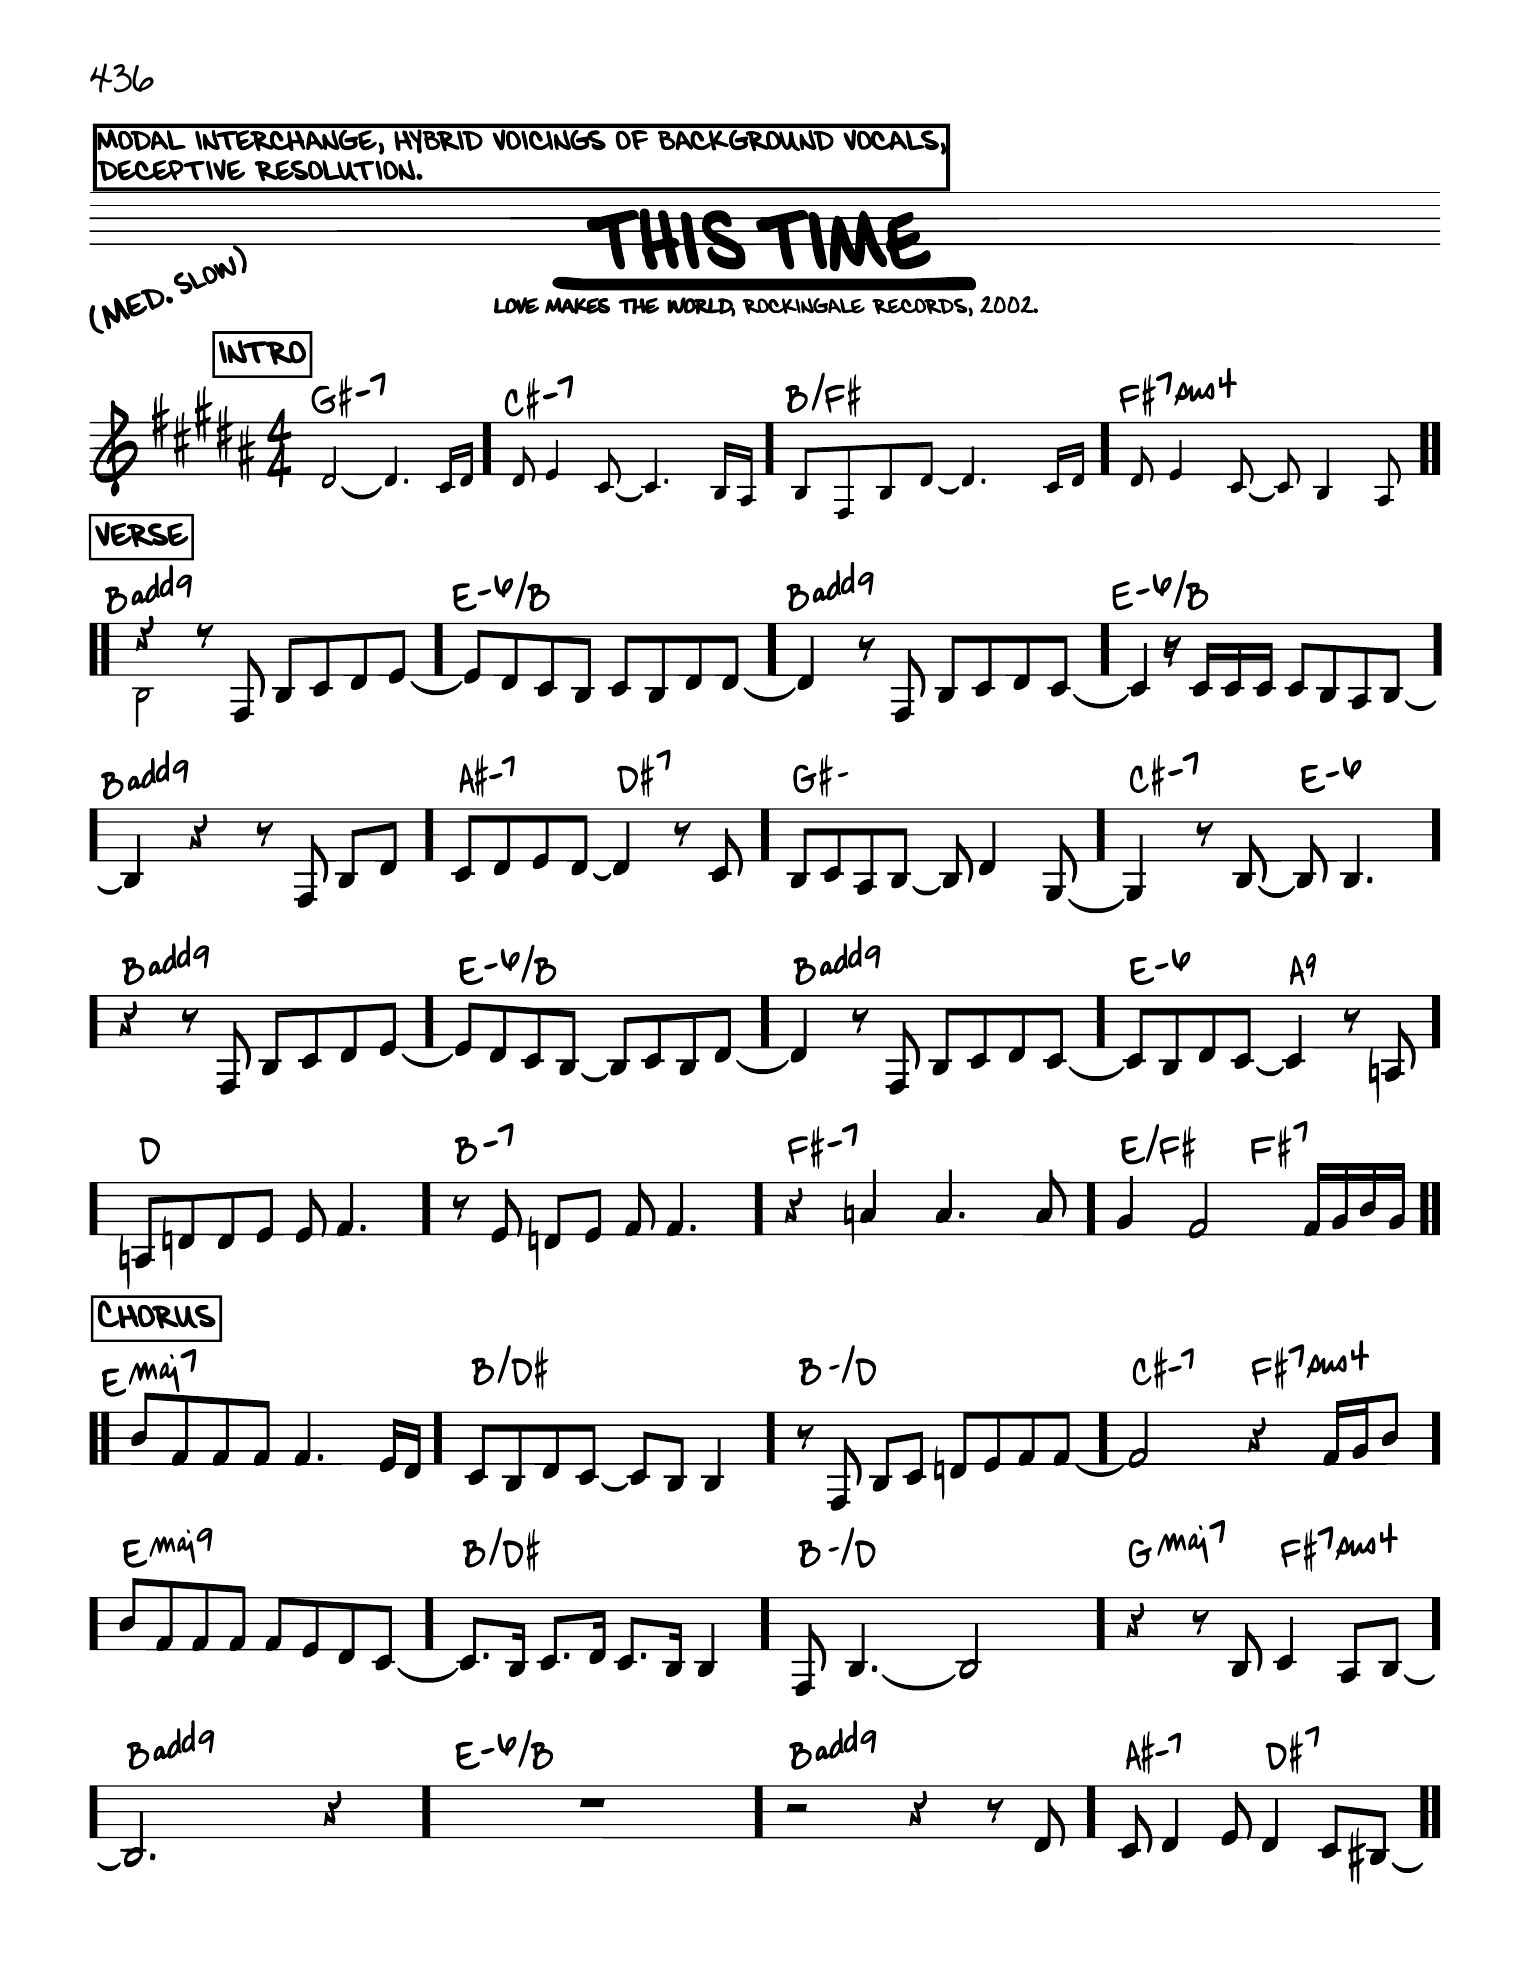 436
MODAL INTERCHANGE, HYBRID VOICINGS OF BACKGROUND VOCALS,
DECEPTIVE RESOLUTION.
THIS TIME
(MED. SLOW)
LOVE MAKES THE WORLD, ROCKINGALE RECORDS, 2002.
INTRO
G#-7 C#-7 B/F# F#7sus4
4
4
VERSE
Badd9 E-6/B Badd9 E-6/B
Badd9 A#-7 D#7 G#- C#-7 E-6
Badd9 E-6/B Badd9 E-6 A9
D B-7 F#-7 E/F# F#7
CHORUS
Emaj7 B/D# B-/D C#-7 F#7sus4
Emaj9 B/D# B-/D Gmaj7 F#7sus4
Badd9 E-6/B Badd9 A#-7 D#7